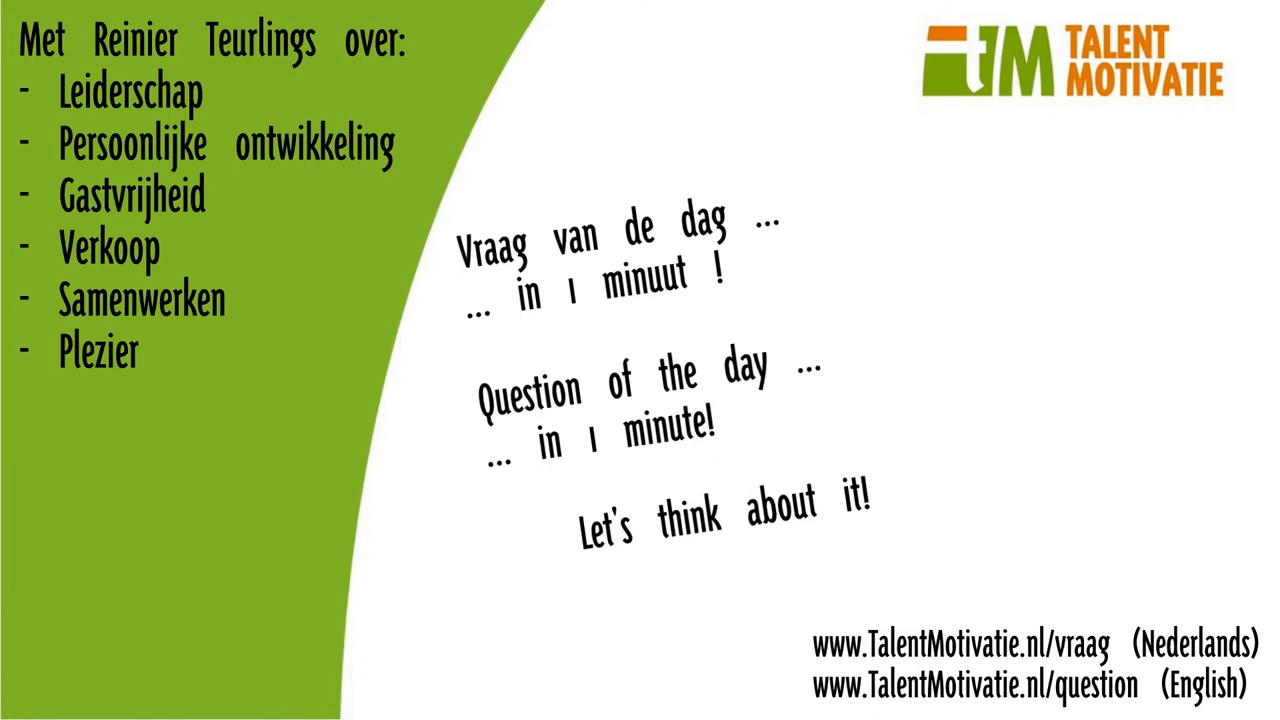 Met Reinier Teurlings over:
- Leiderschap
- Persoonlijke ontwikkeling
- Gastvrijheid
- Verkoop
- Samenwerken
- Plezier
TM TALENT
MOTIVATIE
Vraag van de dag ...
... in 1 minuut !
Question of the day ...
... in 1 minute!
Let's think about it!
www.TalentMotivatie.nl/vraag (Nederlands)
www.TalentMotivatie.nl/question (English)